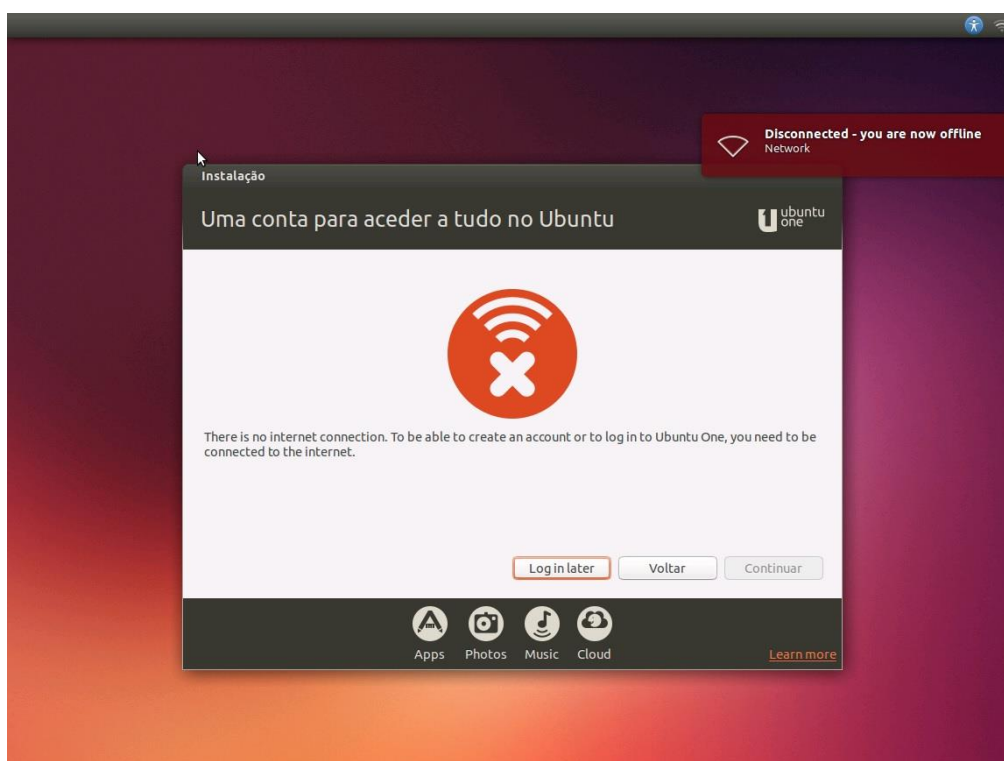 Disconnected - you are now offline
Network
Instalação
Uma conta para aceder a tudo no Ubuntu
ubuntu
one
There is no internet connection. To be able to create an account or to log in to Ubuntu One, you need to be
connected to the internet.
Log in later
Voltar
Continuar
Apps
Photos
Music
Cloud
Learn more